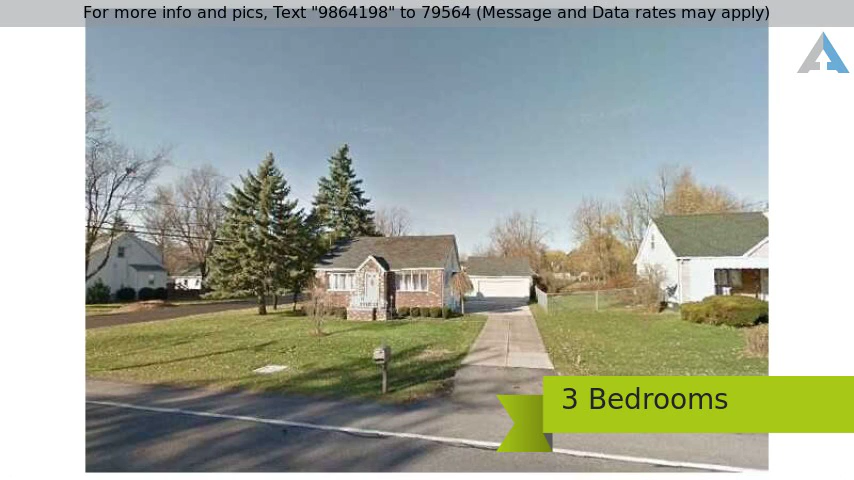 For more info and pics, Text "9864198" to 79564 (Message and Data rates may apply)
3 Bedrooms